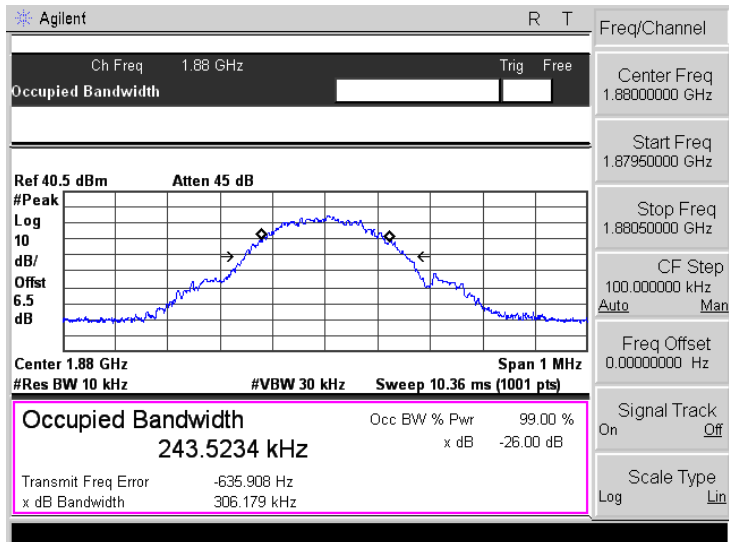 Agilent R T
Freq/Channel
Ch Freq 1.88 GHz Trig Free
Occupied Bandwidth
Center Freq
1.88000000 GHz
Start Freq
1.87950000 GHz
Stop Freq
1.88050000 GHz
CF Step
100.000000 kHz
Auto Man
Freq Offset
0.00000000 Hz
Signal Track
On Off
Scale Type
Log Lin
Ref 40.5 dBm Atten 45 dB
#Peak
Log
10
dB/
Offst
6.5
dB
Center 1.88 GHz Span 1 MHz
#Res BW 10 kHz #VBW 30 kHz Sweep 10.36 ms (1001 pts)
Occupied Bandwidth Occ BW % Pwr 99.00 %
243.5234 kHz x dB -26.00 dB
Transmit Freq Error -635.908 Hz
x dB Bandwidth 306.179 kHz